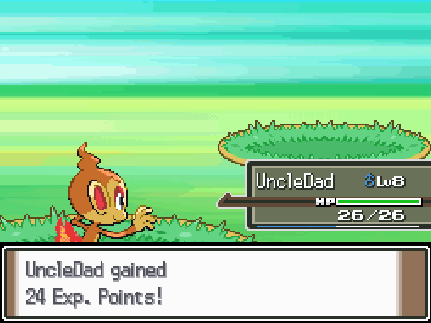 UncleDad ♂Lv8
HP
26/26
UncleDad gained
24 Exp. Points!